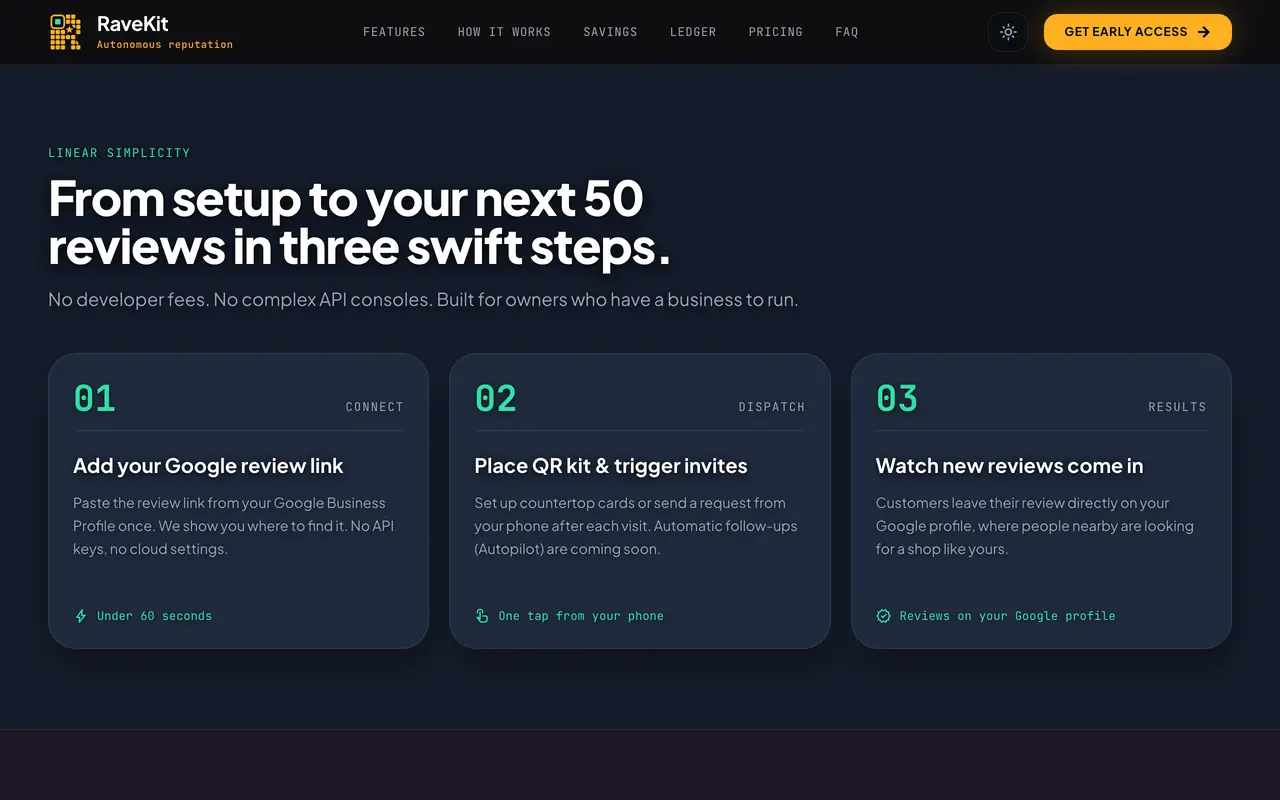 RaveKit
Autonomous reputation
FEATURES
HOW IT WORKS
SAVINGS
LEDGER
PRICING
FAQ
GET EARLY ACCESS
LINEAR SIMPLICITY
From setup to your next 50
reviews in three swift steps.
No developer fees. No complex API consoles. Built for owners who have a business to run.
01
CONNECT
Add your Google review link
Paste the review link from your Google Business
Profile once. We show you where to find it. No API
keys, no cloud settings.
Under 60 seconds
02
DISPATCH
Place QR kit & trigger invites
Set up countertop cards or send a request from
your phone after each visit. Automatic follow-ups
(Autopilot) are coming soon.
One tap from your phone
03
RESULTS
Watch new reviews come in
Customers leave their review directly on your
Google profile, where people nearby are looking
for a shop like yours.
Reviews on your Google profile